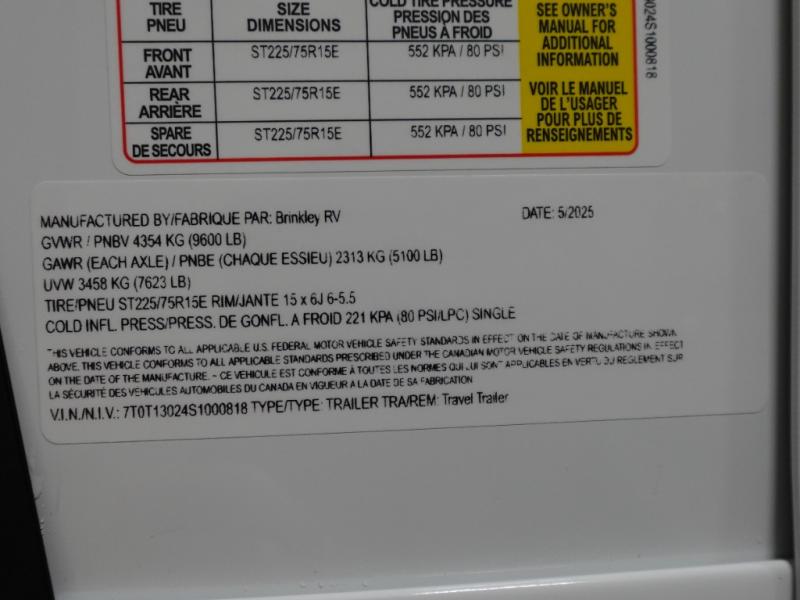 TIRE SIZE COLD TIRE PRESSURE
PNEU DIMENSIONS PRESSION DES
PNEUS À FROID
FRONT
AVANT ST225/75R15E 552 KPA / 80 PSI
REAR
ARRIÈRE ST225/75R15E 552 KPA / 80 PSI
SPARE
DE SECOURS ST225/75R15E 552 KPA / 80 PSI
SEE OWNER'S
MANUAL FOR
ADDITIONAL
INFORMATION
VOIR LE MANUEL
DE L'USAGER
POUR PLUS DE
RENSEIGNEMENTS
024S1000818
MANUFACTURED BY/FABRIQUE PAR: Brinkley RV DATE: 5/2025
GVWR / PNBV 4354 KG (9600 LB)
GAWR (EACH AXLE) / PNBE (CHAQUE ESSIEU) 2313 KG (5100 LB)
UVW 3458 KG (7623 LB)
TIRE/PNEU ST225/75R15E RIM/JANTE 15 x 6J 6-5.5
COLD INFL. PRESS/PRESS. DE GONFL. A FROID 221 KPA (80 PSI/LPC) SINGLE
THIS VEHICLE CONFORMS TO ALL APPLICABLE U.S. FEDERAL MOTOR VEHICLE SAFETY STANDARDS IN EFFECT ON THE DATE OF MANUFACTURE SHOWN
ABOVE. THIS VEHICLE CONFORMS TO ALL APPLICABLE STANDARDS PRESCRIBED UNDER THE CANADIAN MOTOR VEHICLE SAFETY REGULATIONS IN EFFECT
ON THE DATE OF THE MANUFACTURE. - CE VEHICULE EST CONFORME À TOUTES LES NORMES QUI LUI SONT APPLICABLES EN VERTU DU REGLEMENT SUR
LA SÉCURITÉ DES VEHICULES AUTOMOBILES DU CANADA EN VIGUEUR A LA DATE DE SA FABRICATION
V.I.N./N.I.V.: 7T0T13024S1000818 TYPE/TYPE: TRAILER TRA/REM: Travel Trailer